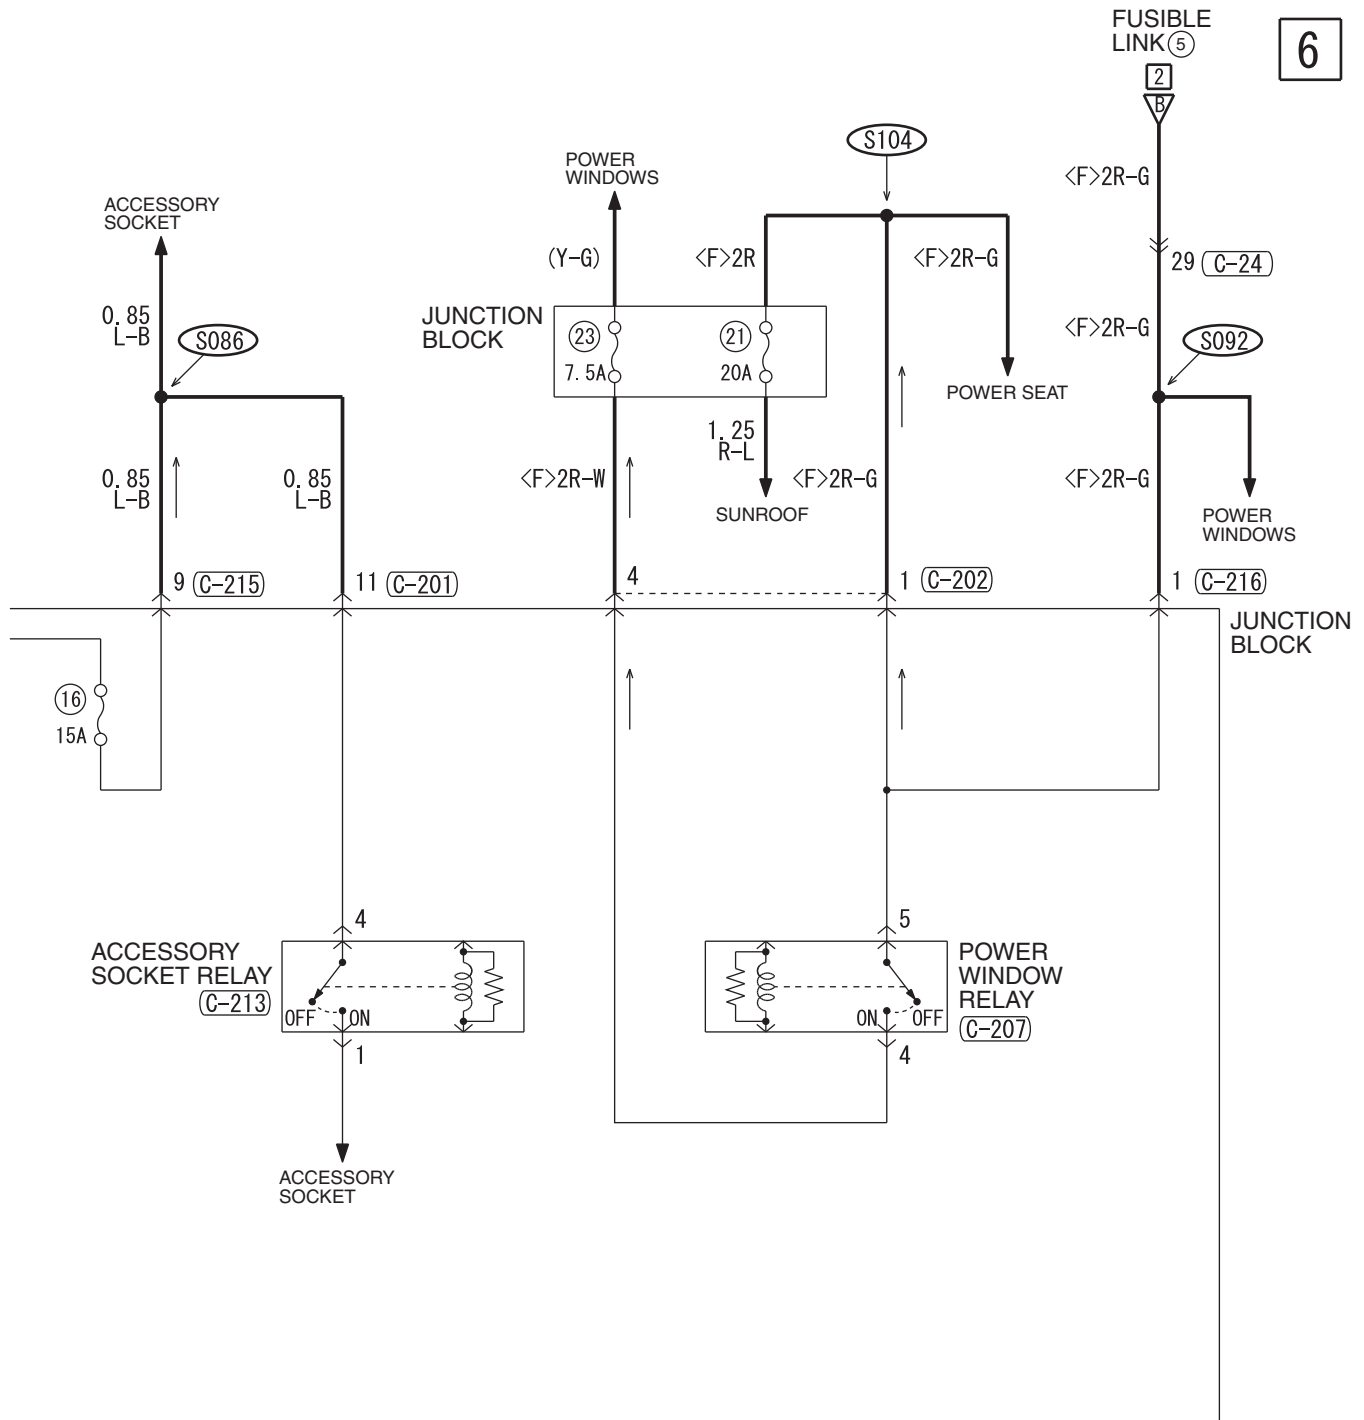 FUSIBLE
LINK 5
6
2
B
S104
POWER
WINDOWS
<F>2R-G
ACCESSORY
SOCKET
(Y-G)
<F>2R
<F>2R-G
29 C-24
0.85
L-B
S086
JUNCTION
BLOCK
23
7.5A
21
20A
<F>2R-G
S092
POWER SEAT
1.25
R-L
0.85
L-B
0.85
L-B
<F>2R-W
<F>2R-G
<F>2R-G
SUNROOF
POWER
WINDOWS
9 C-215
11 C-201
4
1 C-202
1 C-216
JUNCTION
BLOCK
16
15A
4
5
ACCESSORY
SOCKET RELAY
C-213
OFF
ON
POWER
WINDOW
RELAY
C-207
ON
OFF
1
4
ACCESSORY
SOCKET